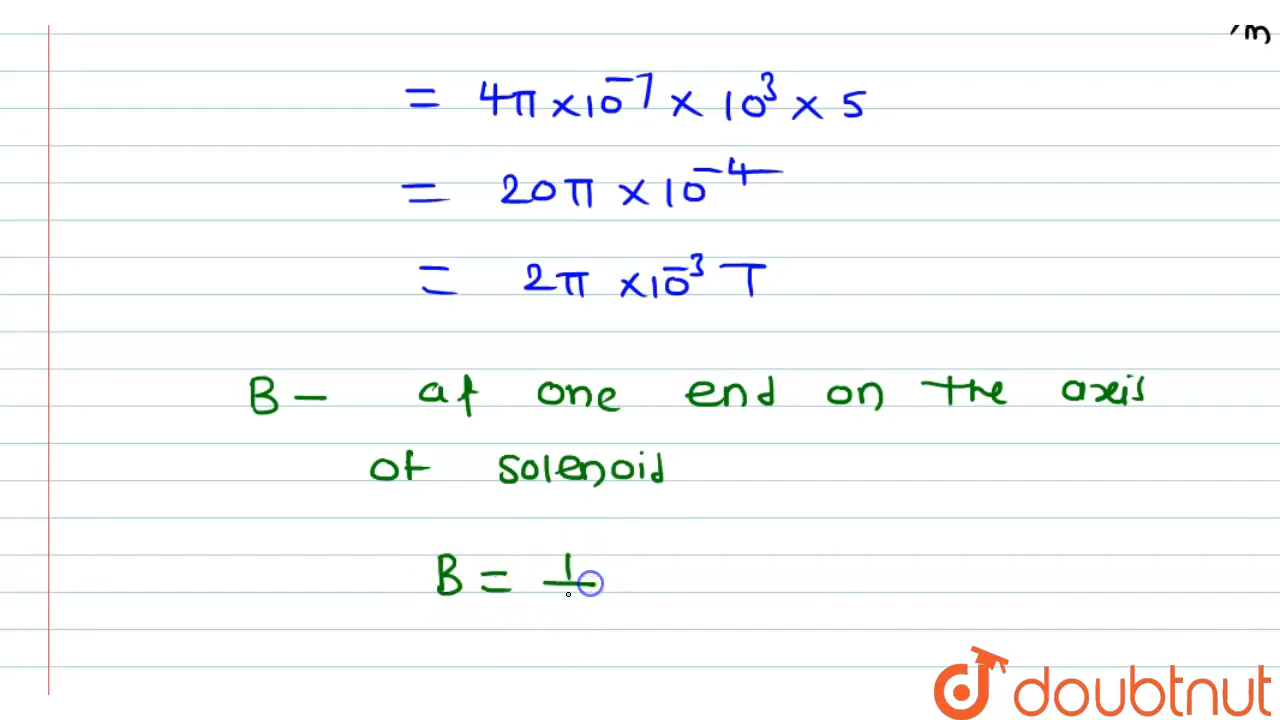 /m
= 4π × 10⁻⁷ × 10³ × 5
= 20π × 10⁻⁴
= 2π × 10⁻³ T
B – at one end on the axis
of solenoid
B = 1/
doubtnut